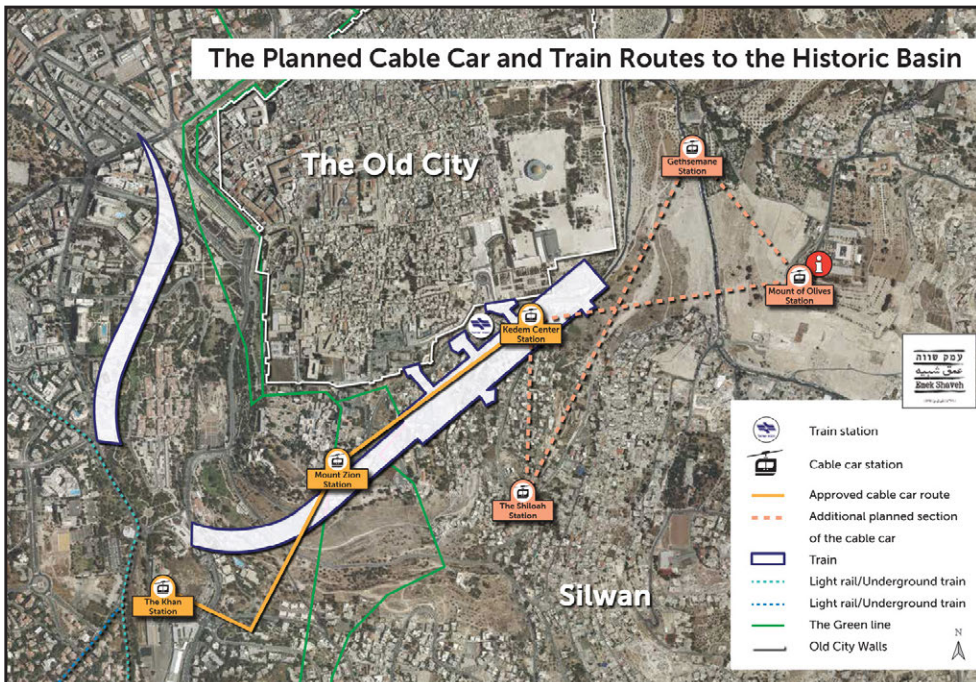 The Planned Cable Car and Train Routes to the Historic Basin
The Old City
Gethsemane
Station
i
Mount of Olives
Station
Kedem Center
Station
Mount Zion
Station
The Shiloah
Station
The Khan
Station
Silwan
עמק שווה
عمق شبيه
Emek Shaveh
Train station
Cable car station
Approved cable car route
Additional planned section
of the cable car
Train
Light rail/Underground train
Light rail/Underground train
The Green line
Old City Walls
N